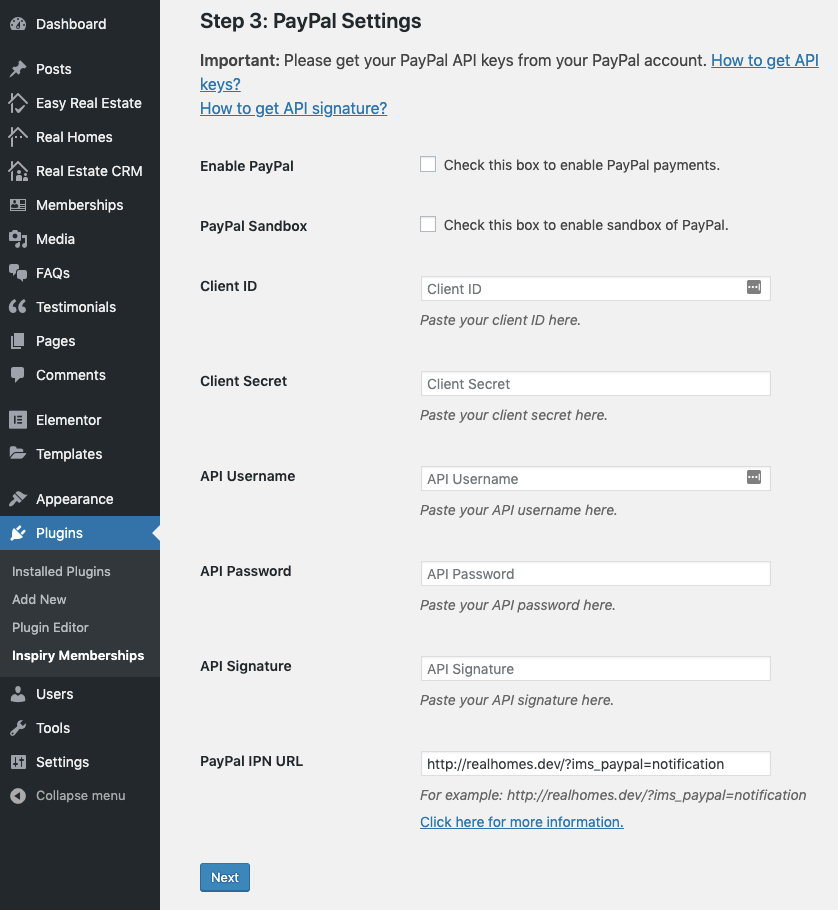 Dashboard
Posts
Easy Real Estate
Real Homes
Real Estate CRM
Memberships
Media
FAQs
Testimonials
Pages
Comments
Elementor
Templates
Appearance
Plugins
Installed Plugins
Add New
Plugin Editor
Inspiry Memberships
Users
Tools
Settings
Collapse menu
Step 3: PayPal Settings
Important: Please get your PayPal API keys from your PayPal account. How to get API
keys?
How to get API signature?
Enable PayPal
Check this box to enable PayPal payments.
PayPal Sandbox
Check this box to enable sandbox of PayPal.
Client ID
Client ID
Paste your client ID here.
Client Secret
Client Secret
Paste your client secret here.
API Username
API Username
Paste your API username here.
API Password
API Password
Paste your API password here.
API Signature
API Signature
Paste your API signature here.
PayPal IPN URL
http://realhomes.dev/?ims_paypal=notification
For example: http://realhomes.dev/?ims_paypal=notification
Click here for more information.
Next